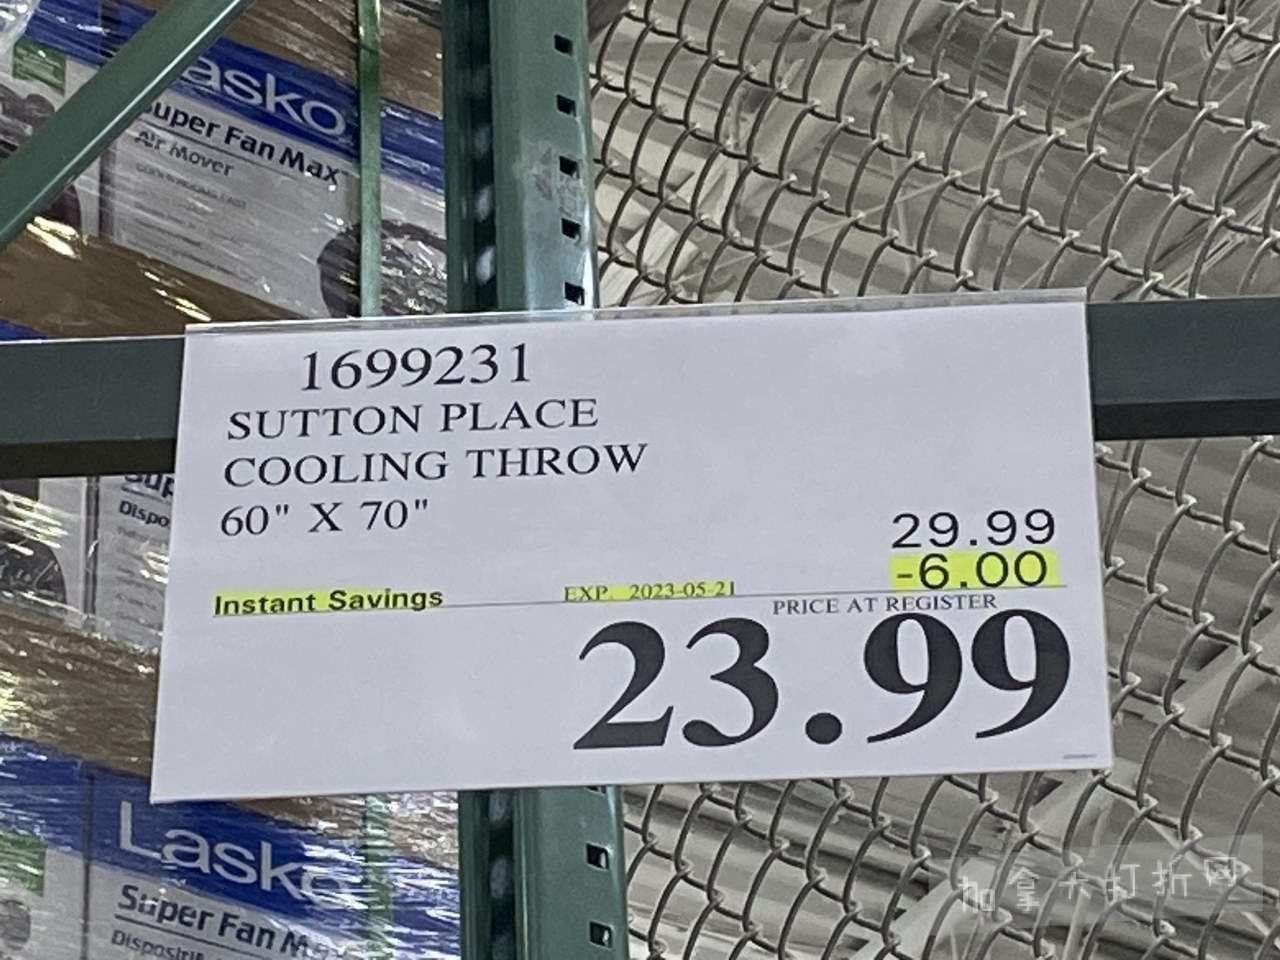 Lasko
Super Fan Max
Air Mover
1699231
SUTTON PLACE
COOLING THROW
60" X 70"
29.99
-6.00
Instant Savings
EXP. 2023-05-21
PRICE AT REGISTER
23.99
Lasko
Super Fan Max
加拿大打折网